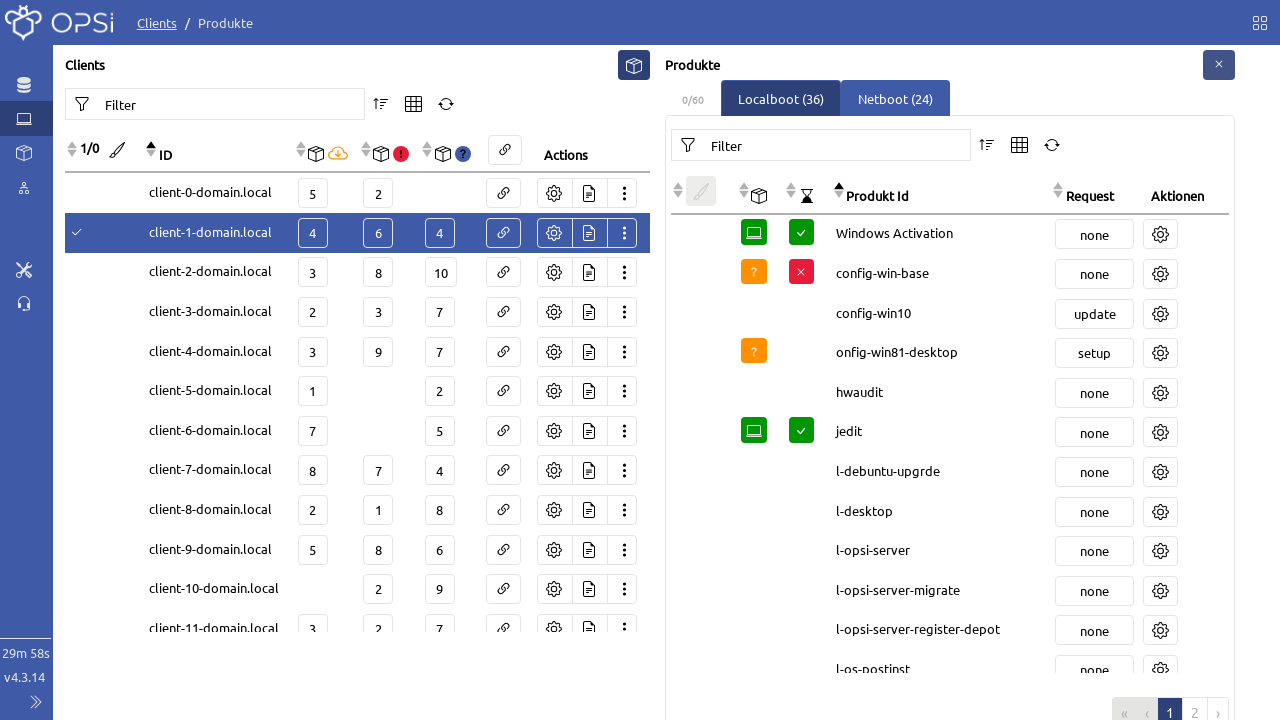 OPSi
Clients / Produkte
Clients
Filter
1/0 ID ! ? Actions
client-0-domain.local 5 2
client-1-domain.local 4 6 4
client-2-domain.local 3 8 10
client-3-domain.local 2 3 7
client-4-domain.local 3 9 7
client-5-domain.local 1 2
client-6-domain.local 7 5
client-7-domain.local 8 7 4
client-8-domain.local 2 1 8
client-9-domain.local 5 8 6
client-10-domain.local 2 9
client-11-domain.local 3 2 7
29m 58s
v4.3.14
Produkte ×
0/60 Localboot (36) Netboot (24)
Filter
Produkt Id Request Aktionen
Windows Activation none
? config-win-base none
config-win10 update
? onfig-win81-desktop setup
hwaudit none
jedit none
l-debuntu-upgrde none
l-desktop none
l-opsi-server none
l-opsi-server-migrate none
l-opsi-server-register-depot none
l-os-postinst none
« ‹ 1 2 ›